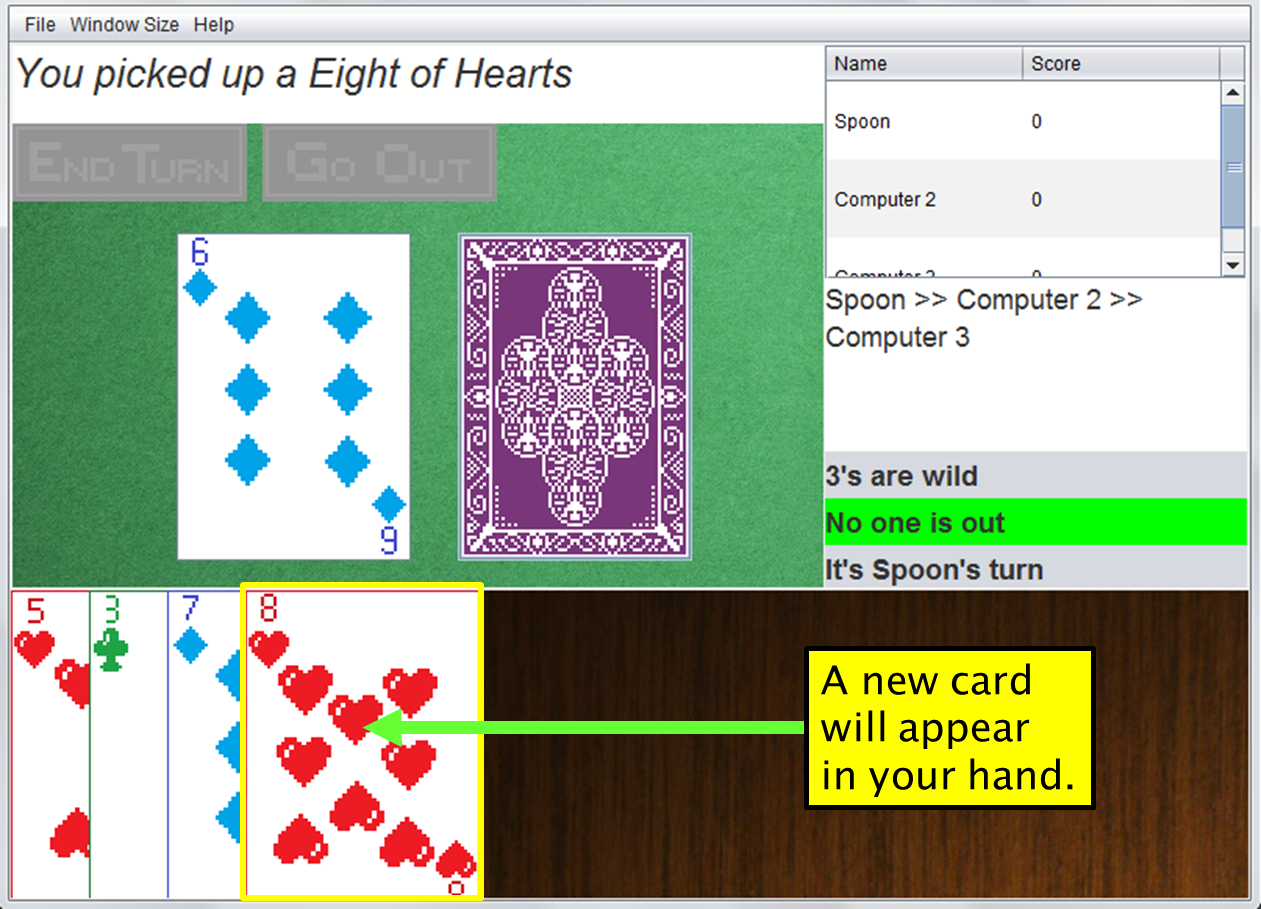 File Window Size Help
You picked up a Eight of Hearts
Name Score
Spoon 0
Computer 2 0
Computer 3 0
END TURN GO OUT
6
6
Spoon >> Computer 2 >>
Computer 3
3's are wild
No one is out
It's Spoon's turn
5 3 7 8
A new card
will appear
in your hand.